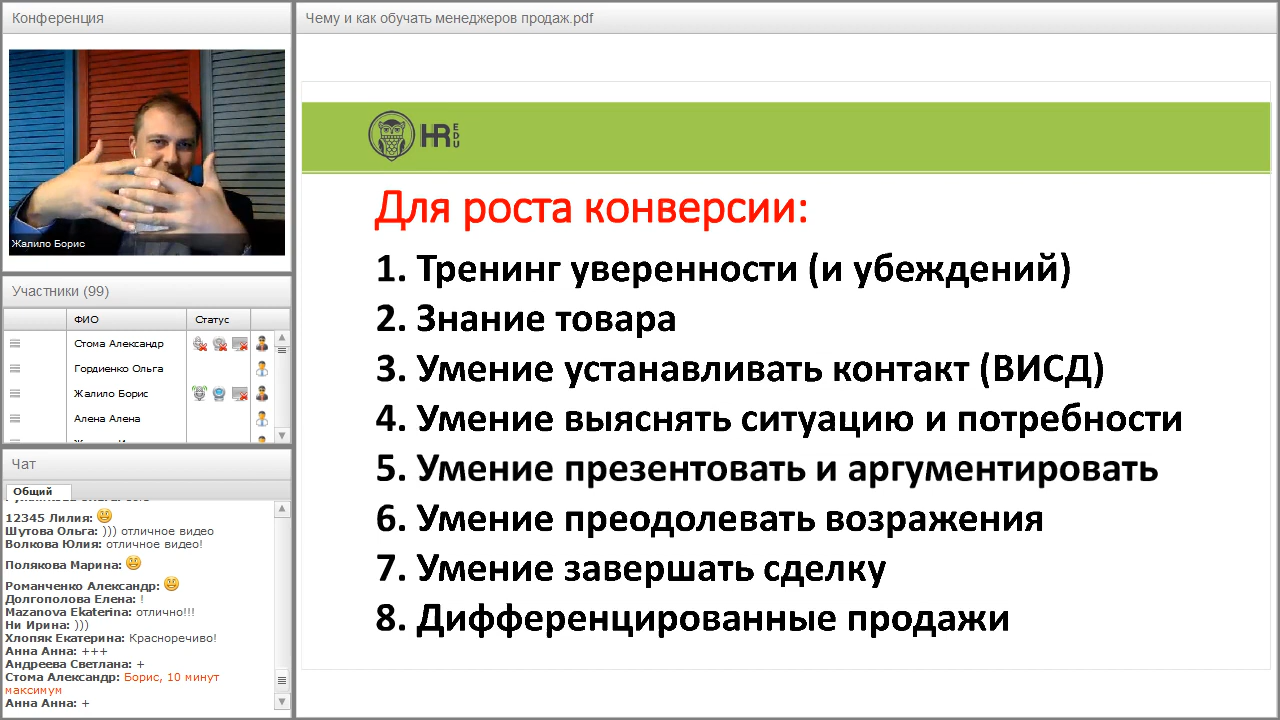 Конференция
Жалило Борис
Участники (99)
ФИО Статус
Стома Александр
Гордиенко Ольга
Жалило Борис
Алена Алена
Чат
Общий
12345 Лилия:
Шутова Ольга: ))) отличное видео
Волкова Юлия: отличное видео!
Полякова Марина:
Романченко Александр:
Долгополова Елена: !
Mazanova Ekaterina: отлично!!!
Ни Ирина: )))
Хлопяк Екатерина: Красноречиво!
Анна Анна: +++
Андреева Светлана: +
Стома Александр: Борис, 10 минут
максимум
Анна Анна: +
Чему и как обучать менеджеров продаж.pdf
HR EDU
Для роста конверсии:
1. Тренинг уверенности (и убеждений)
2. Знание товара
3. Умение устанавливать контакт (ВИСД)
4. Умение выяснять ситуацию и потребности
5. Умение презентовать и аргументировать
6. Умение преодолевать возражения
7. Умение завершать сделку
8. Дифференцированные продажи